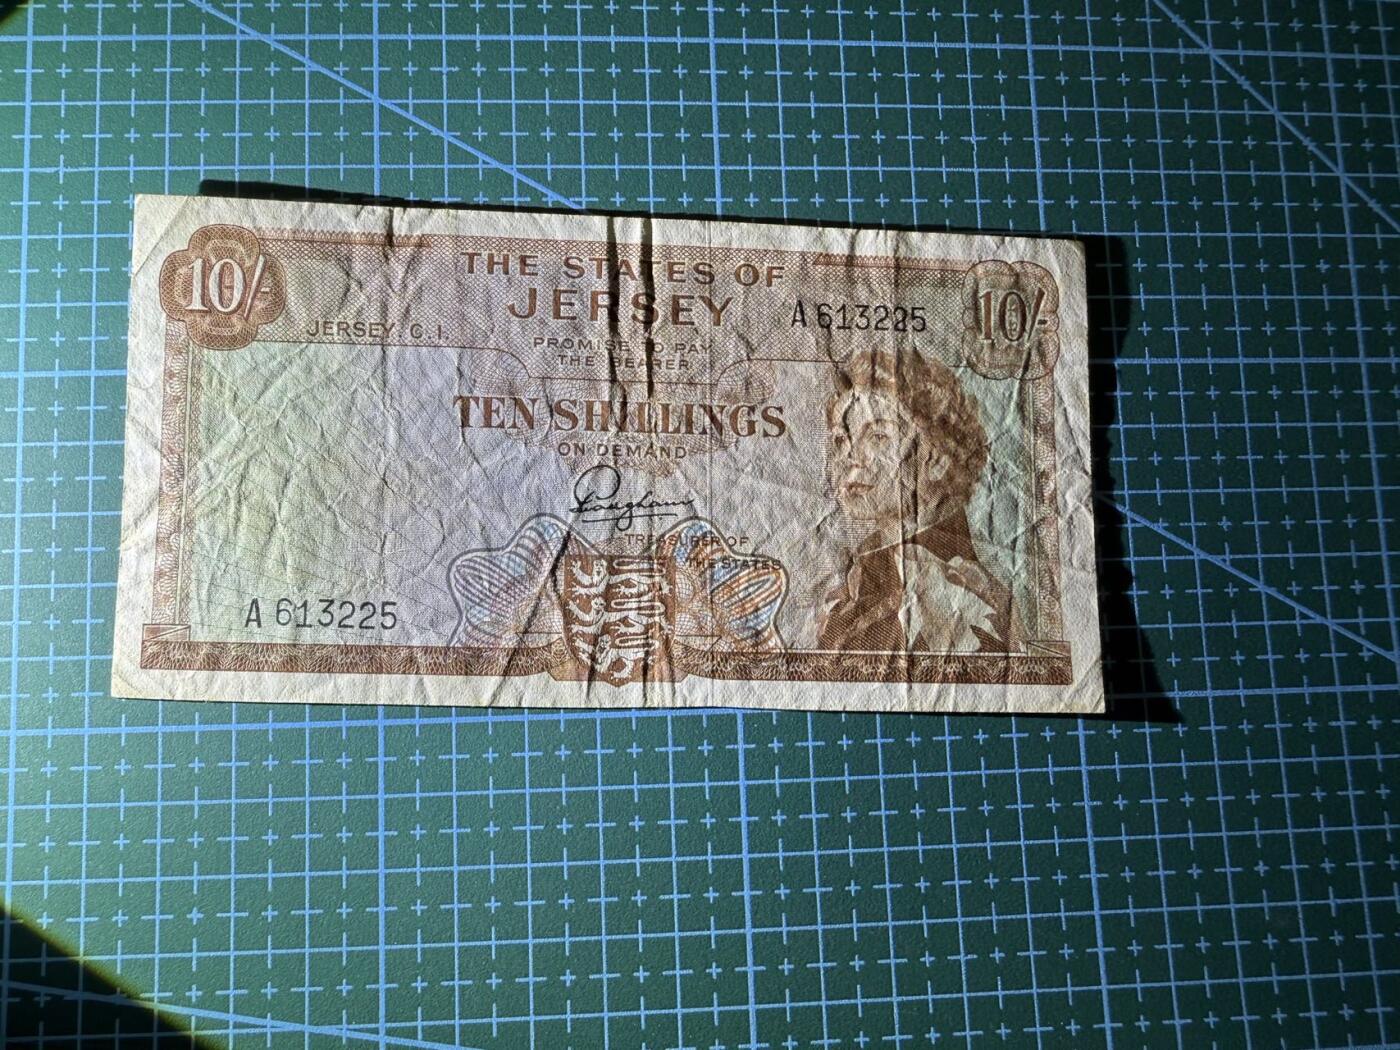 10/-
THE STATES OF
JERSEY
A 613225
10/-
JERSEY C.I.
PROMISE TO PAY
THE BEARER
TEN SHILLINGS
ON DEMAND
TREASURER OF
THE STATES
A 613225